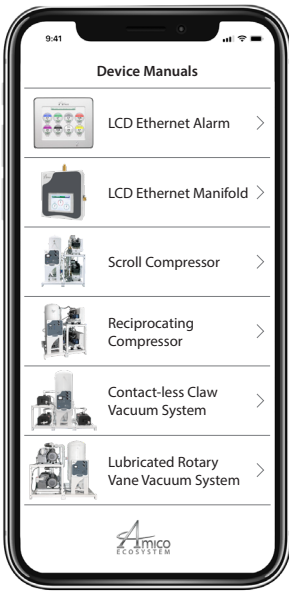 9:41
Device Manuals
LCD Ethernet Alarm
LCD Ethernet Manifold
Scroll Compressor
Reciprocating
Compressor
Contact-less Claw
Vacuum System
Lubricated Rotary
Vane Vacuum System
Amico
ECOSYSTEM